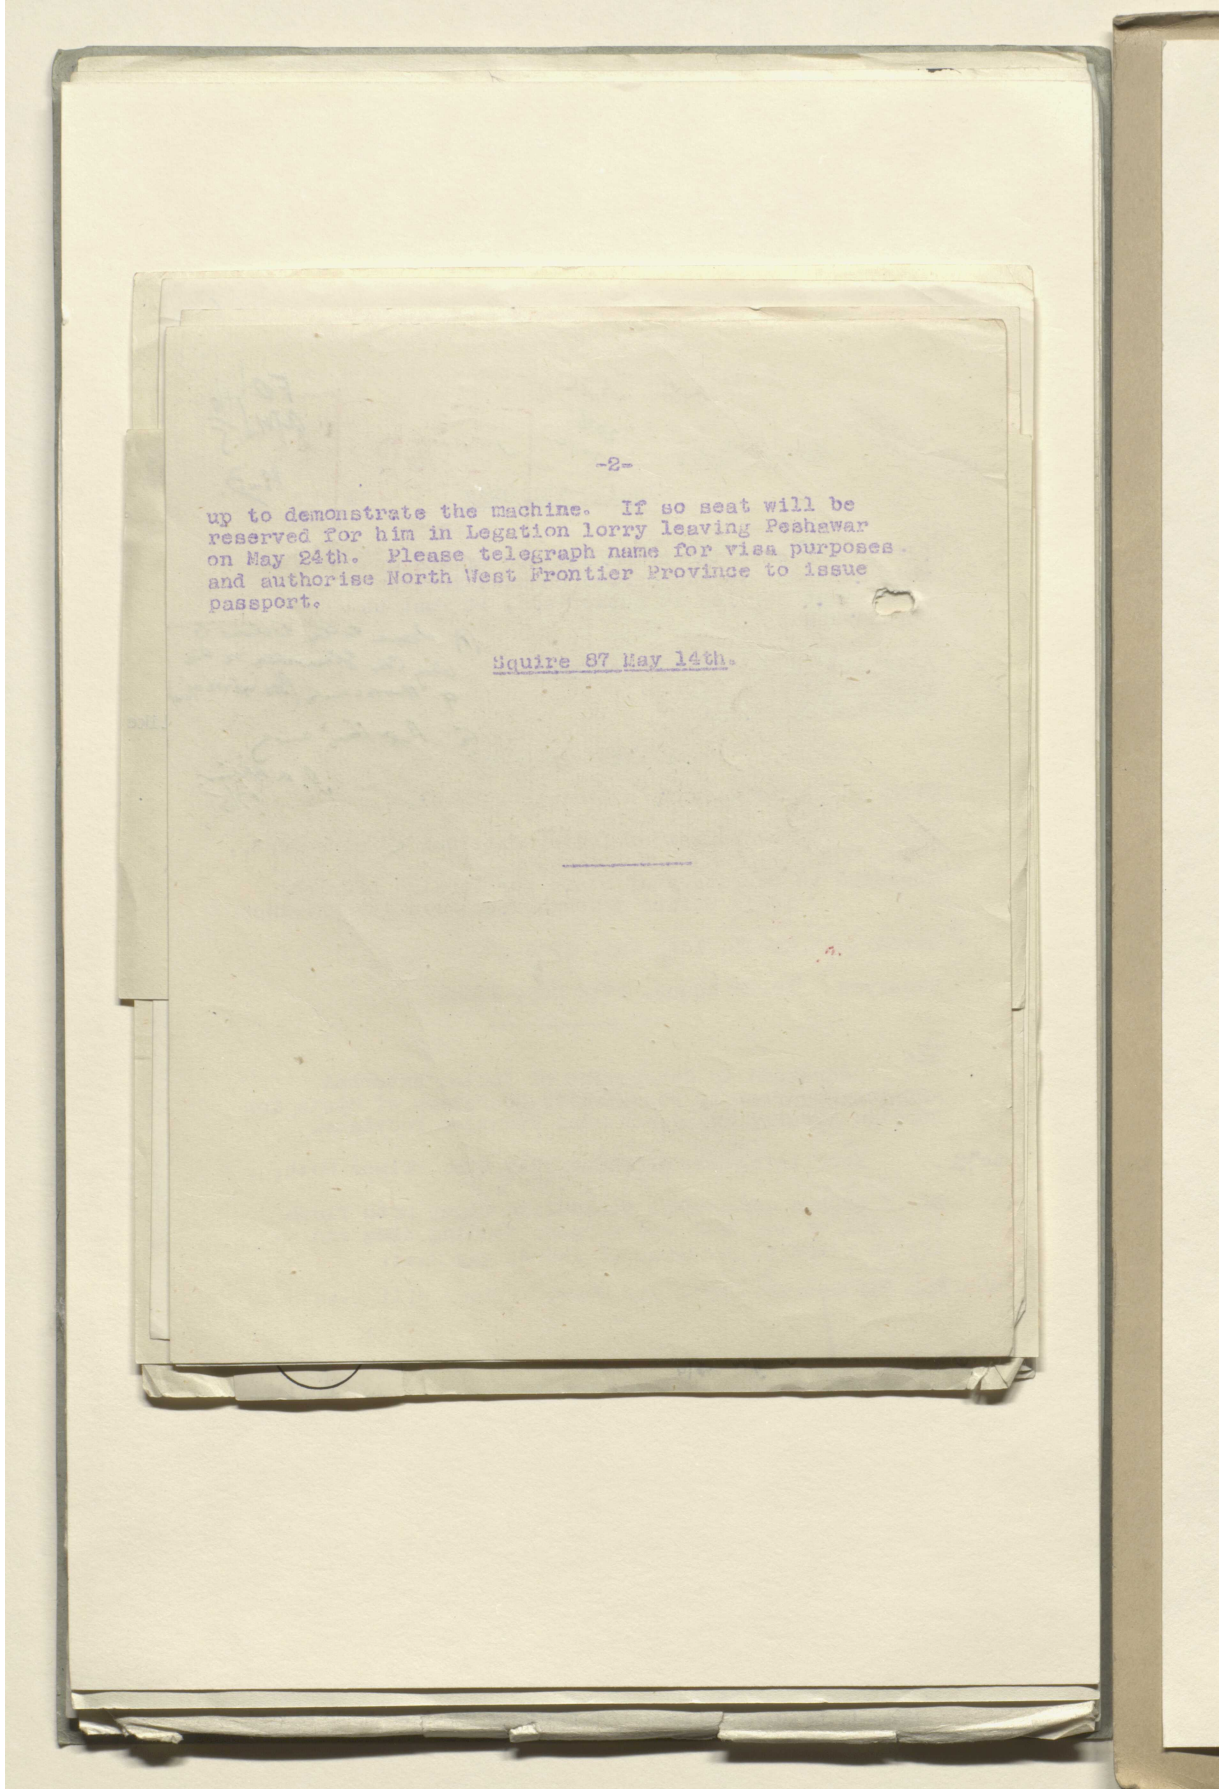 -2-
up to demonstrate the machine. If so seat will be
reserved for him in Legation lorry leaving Peshawar
on May 24th. Please telegraph name for visa purposes
and authorise North West Frontier Province to issue
passport.
Squire 87 May 14th.